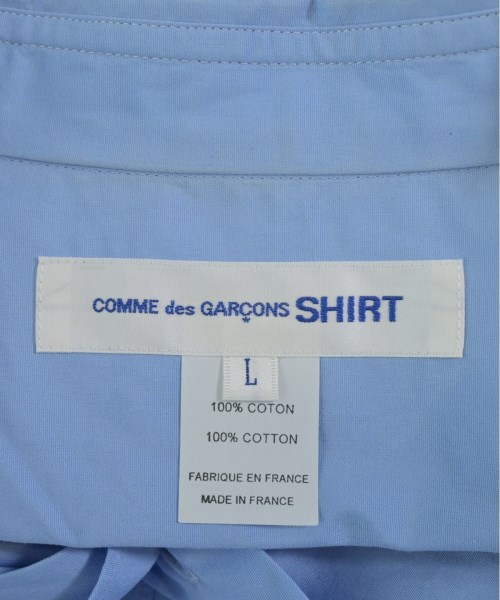 COMME des GARÇONS SHIRT
L
100% COTON
100% COTTON
FABRIQUE EN FRANCE
MADE IN FRANCE